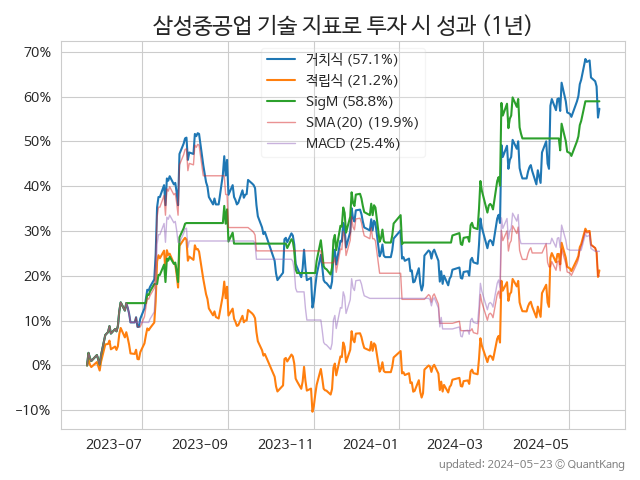 삼성중공업 기술 지표로 투자 시 성과 (1년)
70%
60%
50%
40%
30%
20%
10%
0%
−10%
거치식 (57.1%)
적립식 (21.2%)
SigM (58.8%)
SMA(20) (19.9%)
MACD (25.4%)
2023-07
2023-09
2023-11
2024-01
2024-03
2024-05
updated: 2024-05-23 ⓒ QuantKang